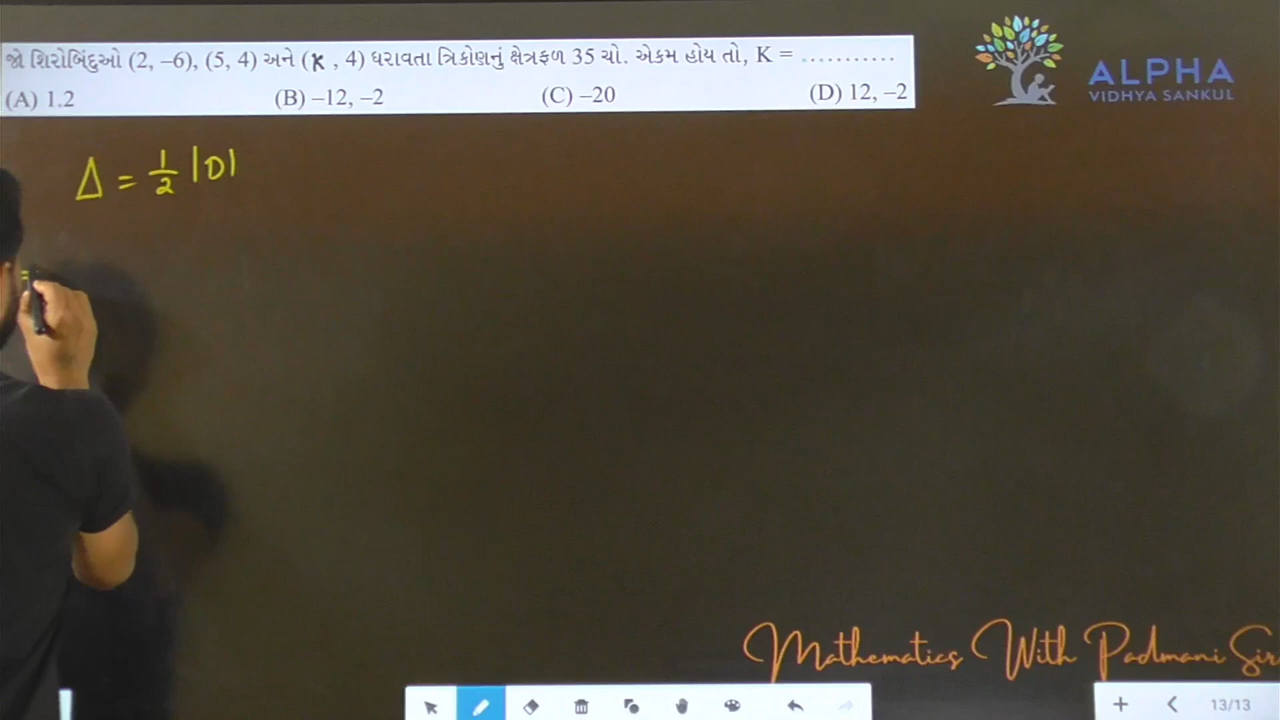 જો શિરોબિંદુઓ (2, –6), (5, 4) અને (K , 4) ધરાવતા ત્રિકોણનું ક્ષેત્રફળ 35 ચો. એકમ હોય તો, K = ...........
(A) 1.2 (B) –12, –2 (C) –20 (D) 12, –2
ALPHA
VIDHYA SANKUL
Δ = 1/2 |D|
=
Mathematics With Padmani Sir
13/13